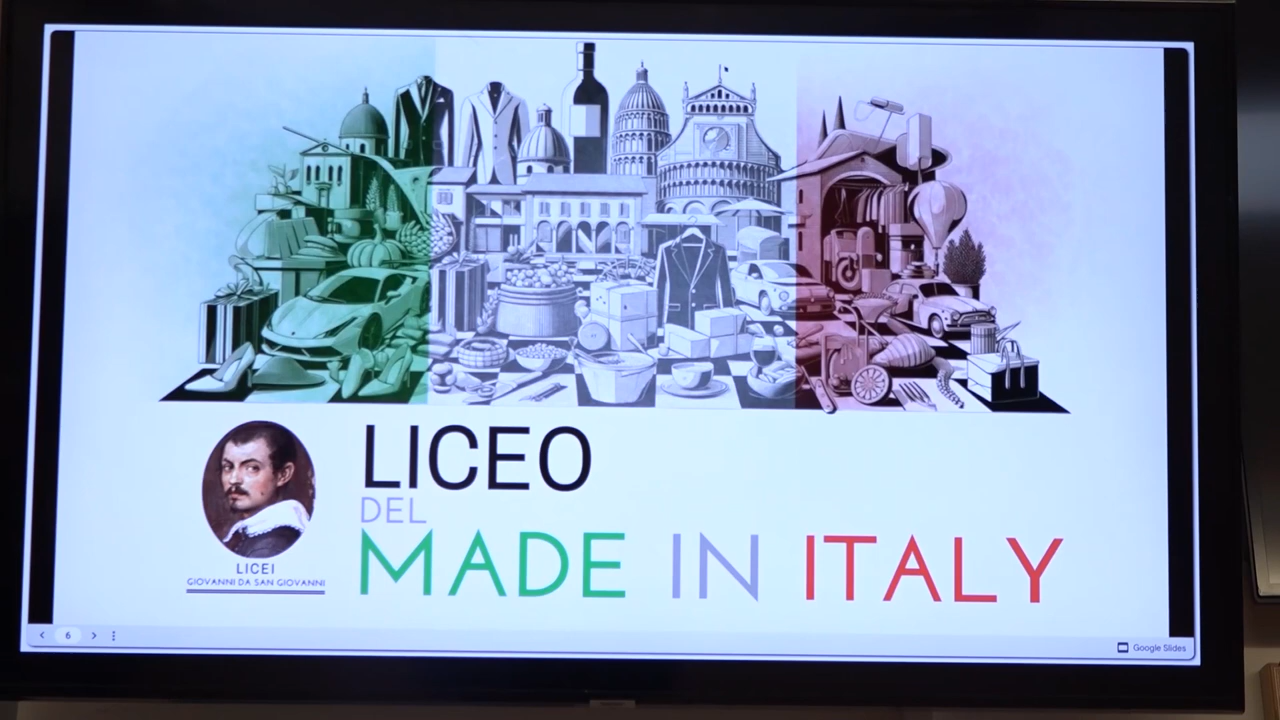 LICEI
GIOVANNI DA SAN GIOVANNI
LICEO
DEL
MADE IN ITALY
6
Google Slides